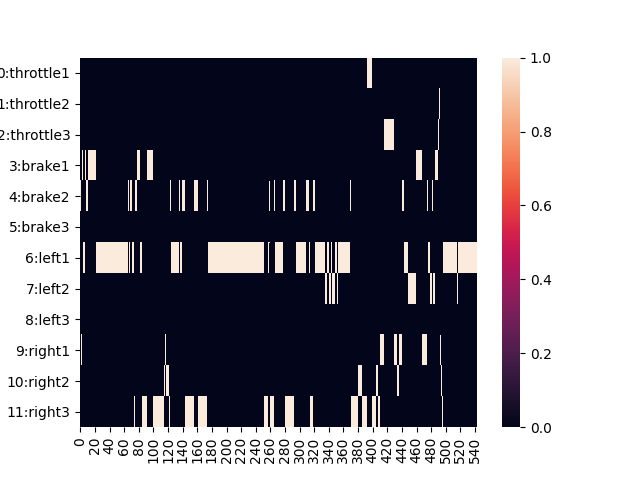 0:throttle1
1:throttle2
2:throttle3
3:brake1
4:brake2
5:brake3
6:left1
7:left2
8:left3
9:right1
10:right2
11:right3
0 20 40 60 80 100 120 140 160 180 200 220 240 260 280 300 320 340 360 380 400 420 440 460 480 500 520 540
1.0
0.8
0.6
0.4
0.2
0.0